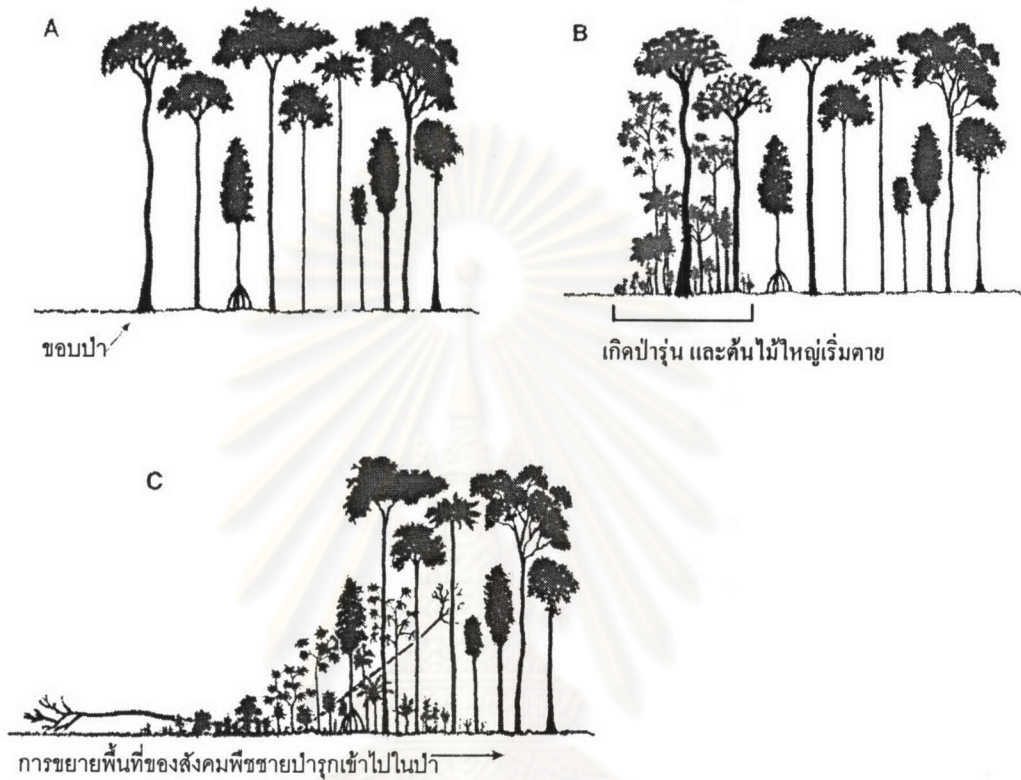 A
B
ขอบป่า
เกิดป่ารุ่น และต้นไม้ใหญ่เริ่มตาย
C
การขยายพื้นที่ของสังคมพืชชายป่ารุกเข้าไปในป่า